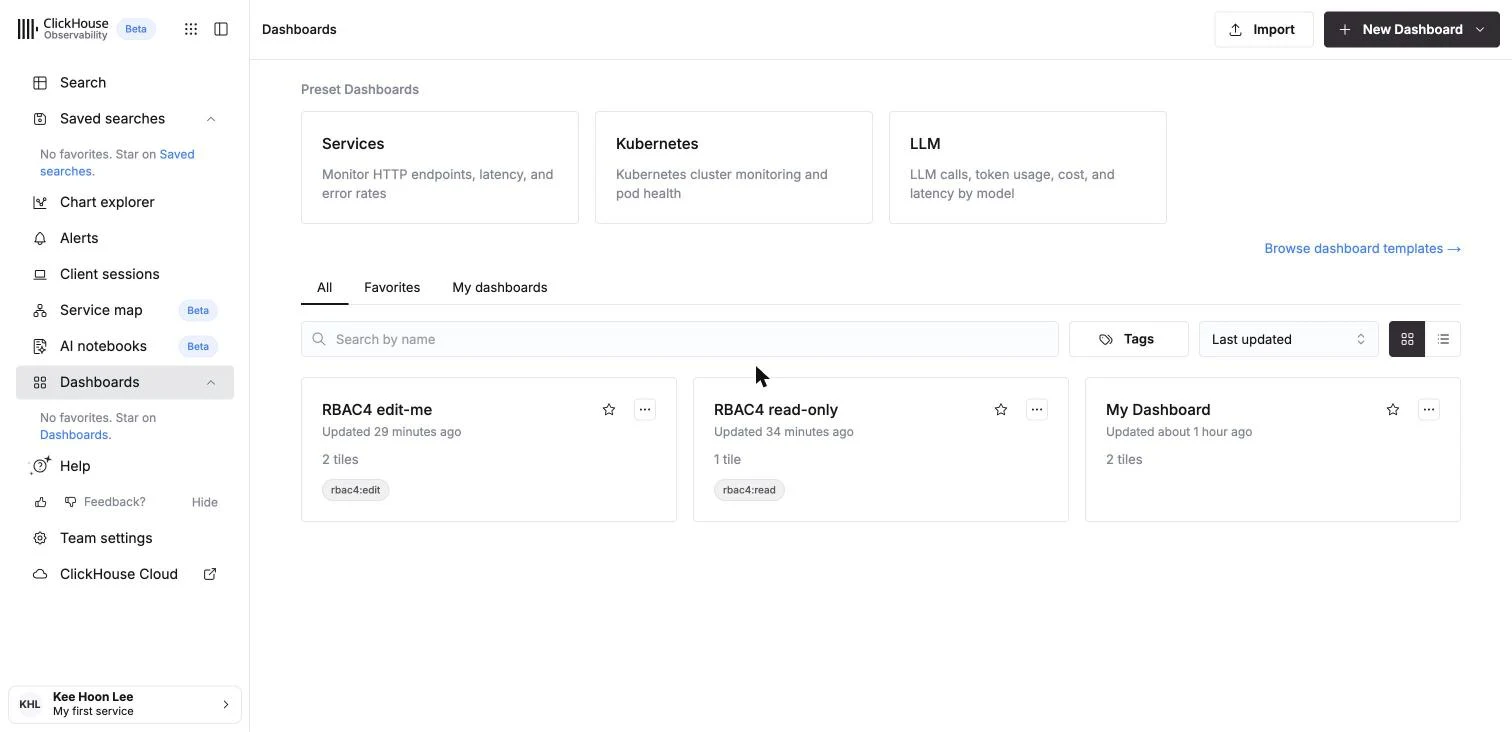 ClickHouse
Observability
Beta
Dashboards
Import
New Dashboard
Search
Saved searches
No favorites. Star on Saved
searches.
Chart explorer
Alerts
Client sessions
Service map
Beta
AI notebooks
Beta
Dashboards
No favorites. Star on
Dashboards.
Help
Feedback?
Hide
Team settings
ClickHouse Cloud
KHL
Kee Hoon Lee
My first service
Preset Dashboards
Services
Monitor HTTP endpoints, latency, and
error rates
Kubernetes
Kubernetes cluster monitoring and
pod health
LLM
LLM calls, token usage, cost, and
latency by model
Browse dashboard templates →
All
Favorites
My dashboards
Search by name
Tags
Last updated
RBAC4 edit-me
Updated 29 minutes ago
2 tiles
rbac4:edit
RBAC4 read-only
Updated 34 minutes ago
1 tile
rbac4:read
My Dashboard
Updated about 1 hour ago
2 tiles